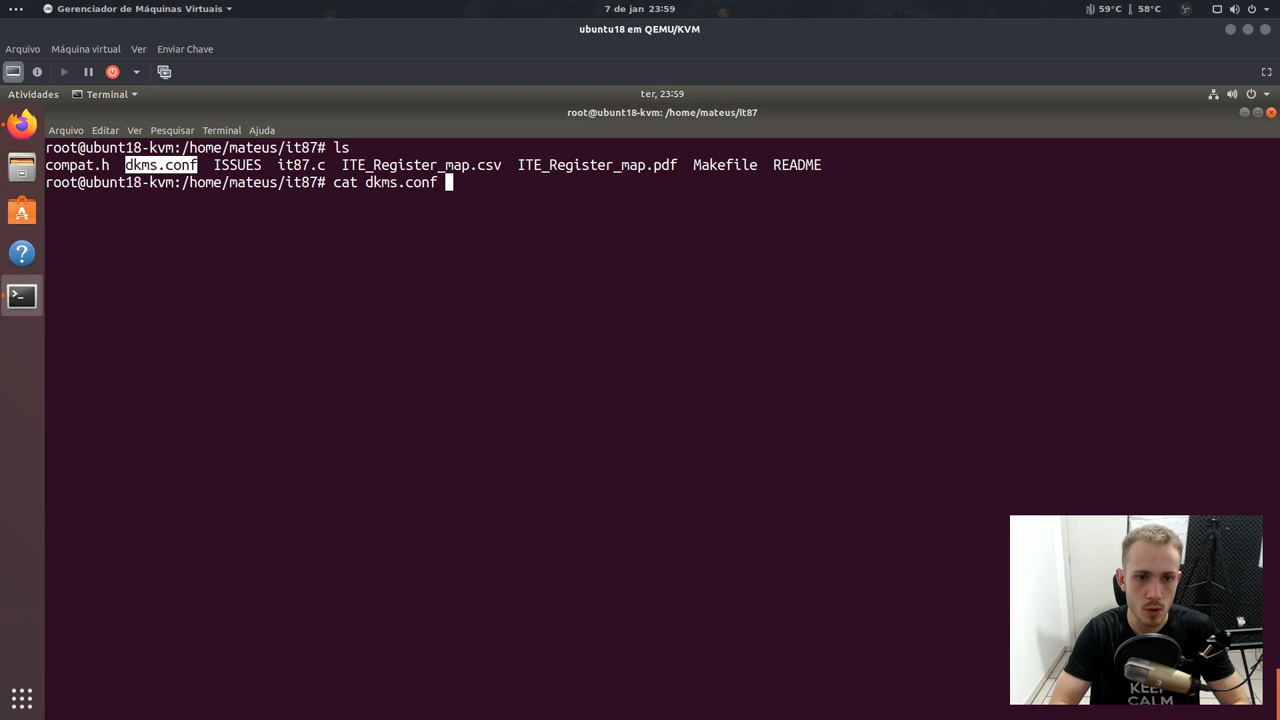 Gerenciador de Máquinas Virtuais
7 de jan 23:59
59°C
58°C
ubuntu18 em QEMU/KVM
Arquivo Máquina virtual Ver Enviar Chave
Atividades
Terminal
ter, 23:59
root@ubunt18-kvm: /home/mateus/it87
Arquivo Editar Ver Pesquisar Terminal Ajuda
root@ubunt18-kvm:/home/mateus/it87# ls
compat.h dkms.conf ISSUES it87.c ITE_Register_map.csv ITE_Register_map.pdf Makefile README
root@ubunt18-kvm:/home/mateus/it87# cat dkms.conf
KEEP
CALM